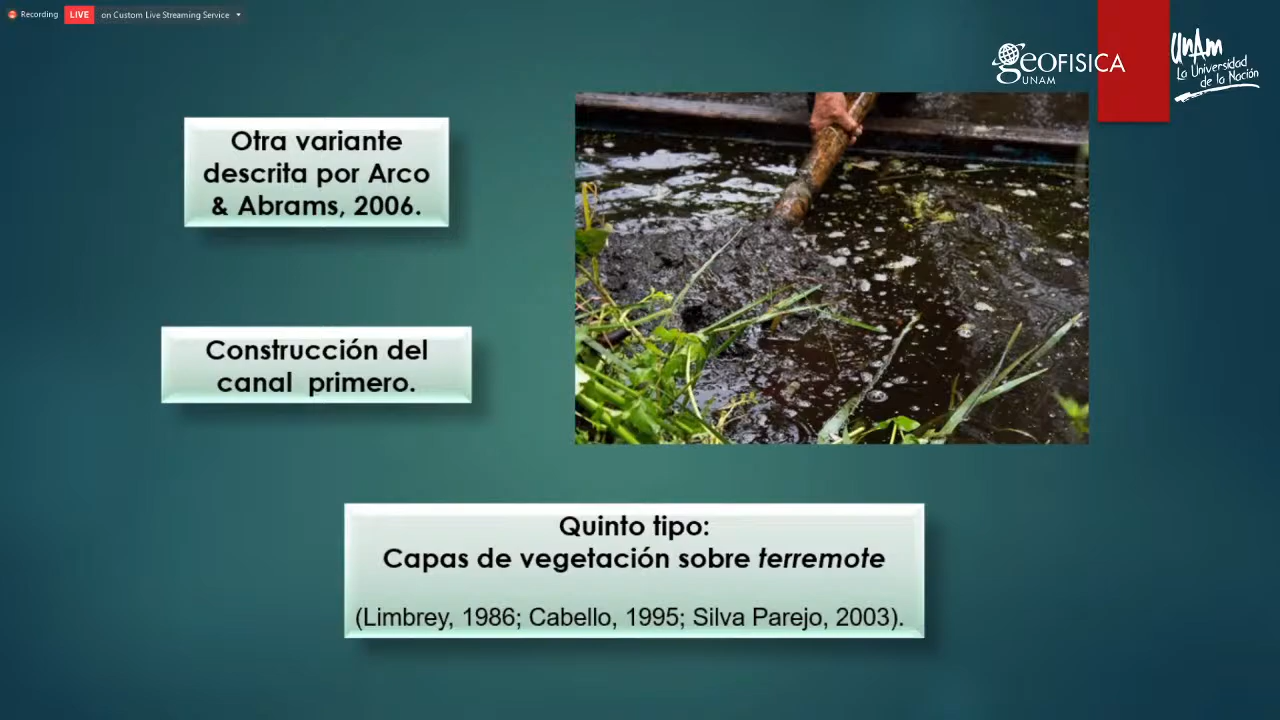 Recording LIVE on Custom Live Streaming Service
GEOFISICA
UNAM
UNAM
La Universidad
de la Nación
Otra variante
descrita por Arco
& Abrams, 2006.
Construcción del
canal primero.
Quinto tipo:
Capas de vegetación sobre terremote
(Limbrey, 1986; Cabello, 1995; Silva Parejo, 2003).